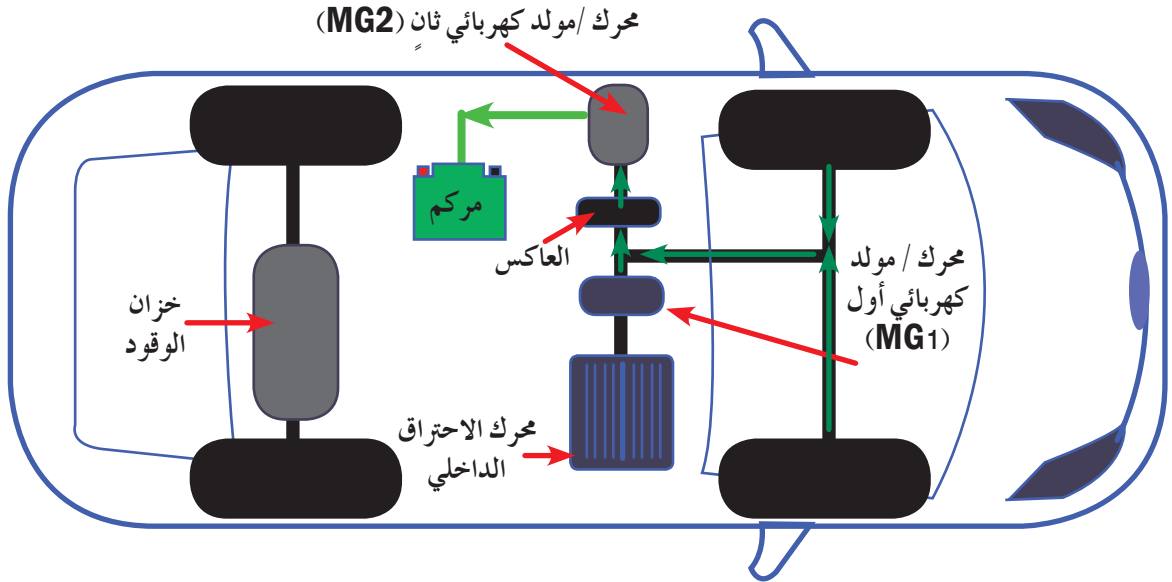 محرك /مولد كهربائي ثانٍ (MG2)
مركم
العاكس
محرك / مولد
كهربائي أول
(MG1)
خزان
الوقود
محرك الاحتراق
الداخلي